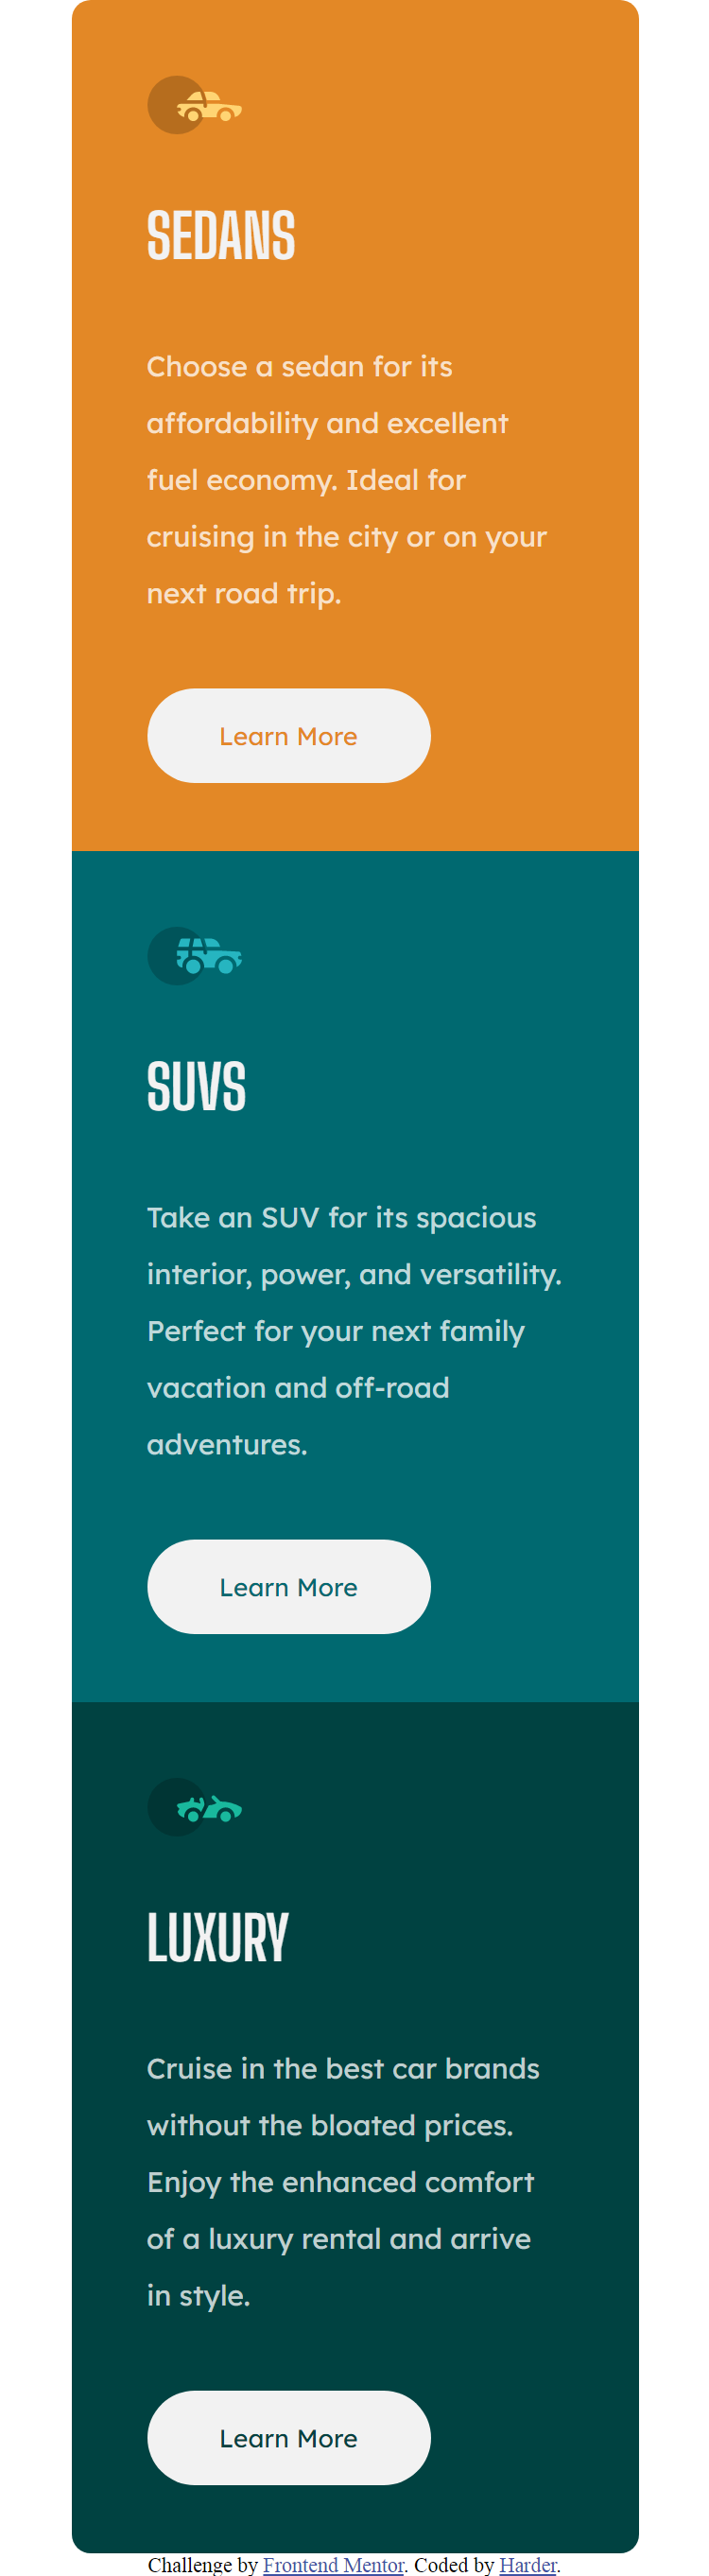 SEDANS
Choose a sedan for its
affordability and excellent
fuel economy. Ideal for
cruising in the city or on your
next road trip.
Learn More
SUVS
Take an SUV for its spacious
interior, power, and versatility.
Perfect for your next family
vacation and off-road
adventures.
Learn More
LUXURY
Cruise in the best car brands
without the bloated prices.
Enjoy the enhanced comfort
of a luxury rental and arrive
in style.
Learn More
Challenge by Frontend Mentor. Coded by Harder.